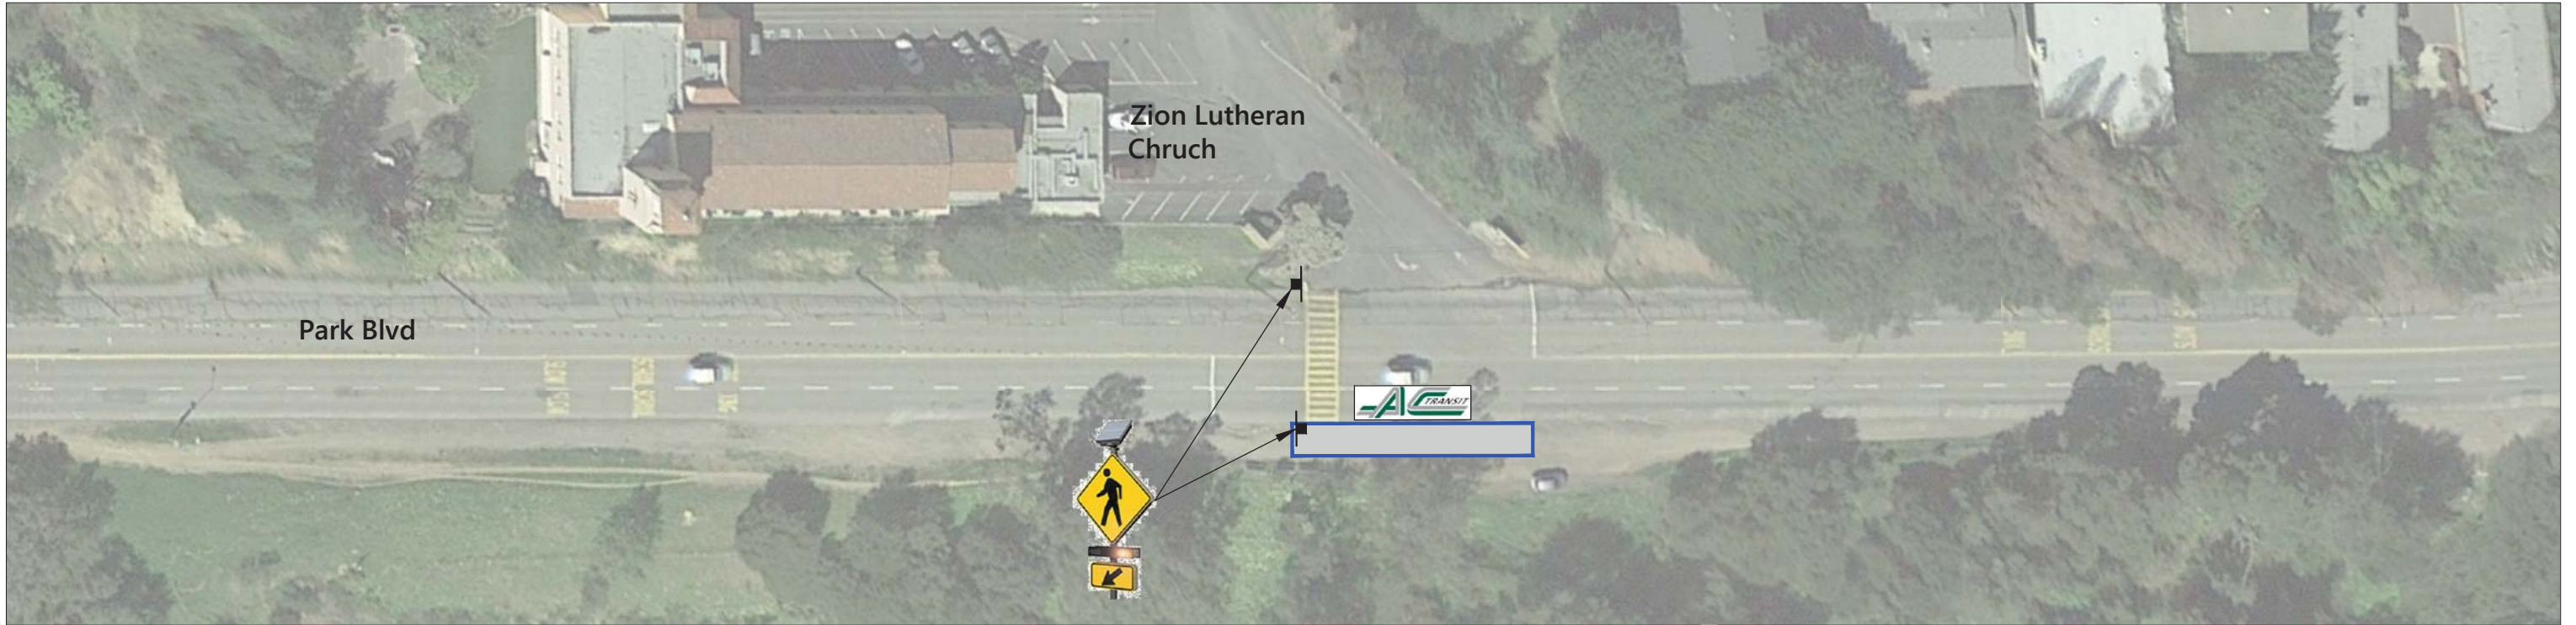 Zion Lutheran
Chruch
Park Blvd
AC
TRANSIT